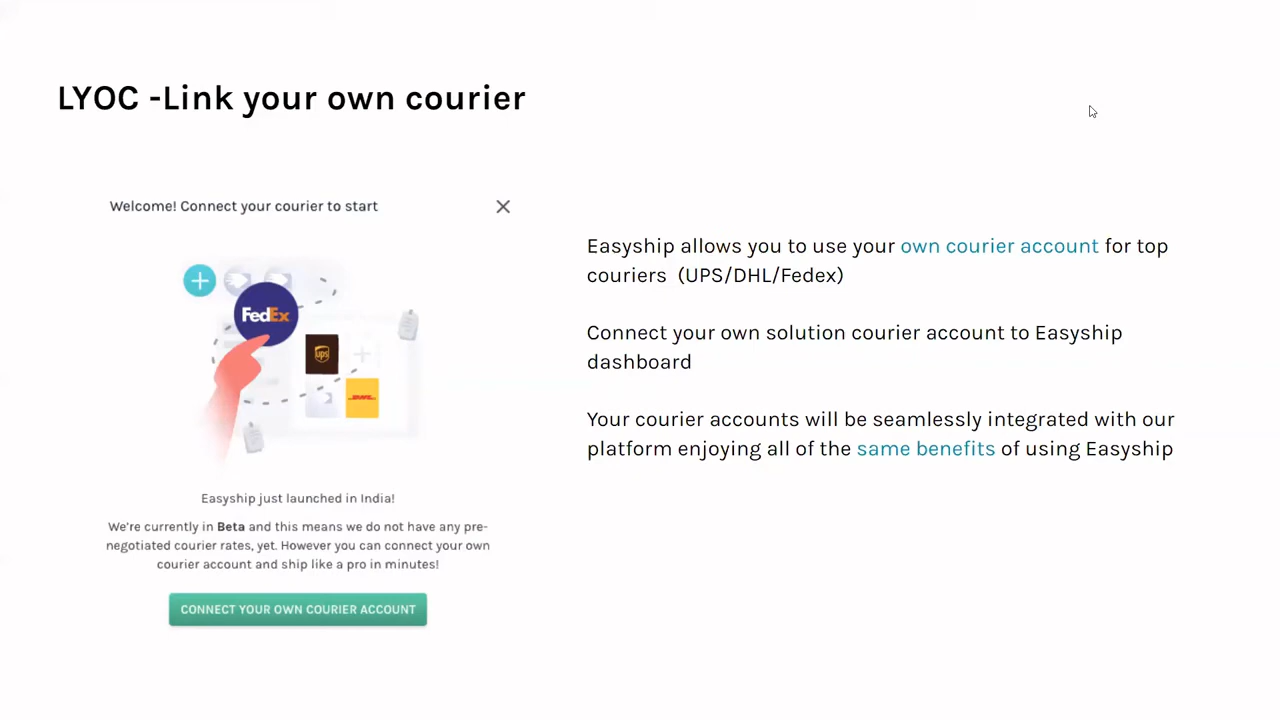 LYOC -Link your own courier
Welcome! Connect your courier to start
FedEx
ups
DHL
Easyship just launched in India!
We're currently in Beta and this means we do not have any pre-
negotiated courier rates, yet. However you can connect your own
courier account and ship like a pro in minutes!
CONNECT YOUR OWN COURIER ACCOUNT
Easyship allows you to use your own courier account for top
couriers (UPS/DHL/Fedex)
Connect your own solution courier account to Easyship
dashboard
Your courier accounts will be seamlessly integrated with our
platform enjoying all of the same benefits of using Easyship